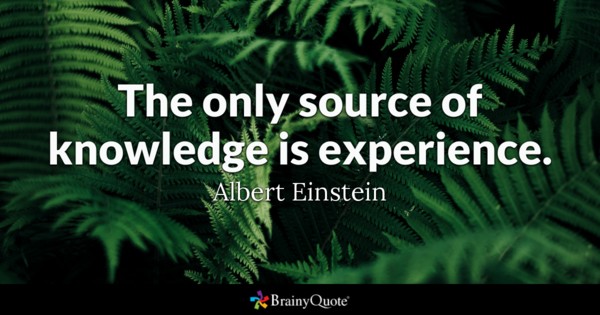 The only source of
knowledge is experience.
Albert Einstein
BrainyQuote®